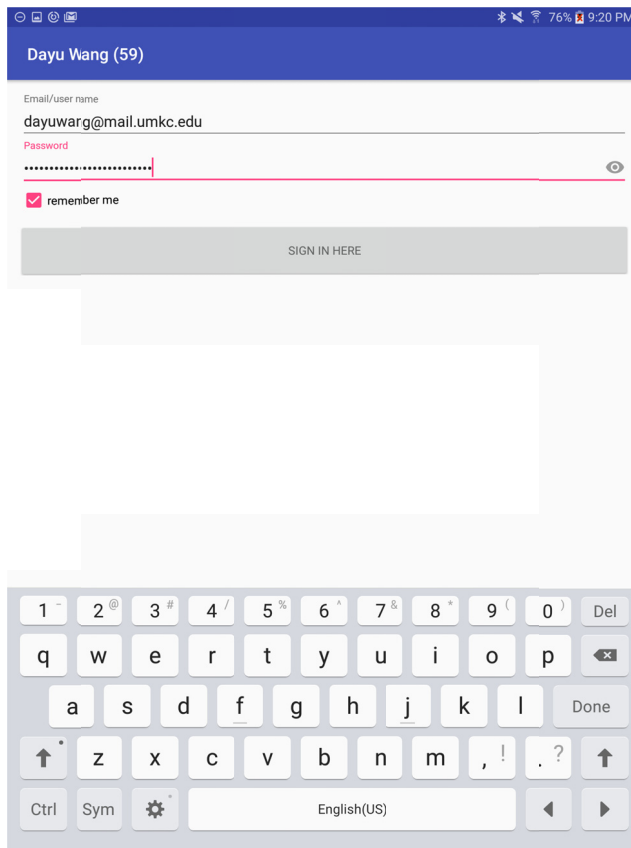 76% 9:20 PM
Dayu Wang (59)
Email/user name
dayuwang@mail.umkc.edu
Password
••••••••••••••••••••••••••
remember me
SIGN IN HERE
1 - 2 @ 3 # 4 / 5 % 6 ^ 7 & 8 * 9 ( 0 ) Del
q w e r t y u i o p
a s d f g h j k l Done
z x c v b n m , ! . ?
Ctrl Sym English(US)